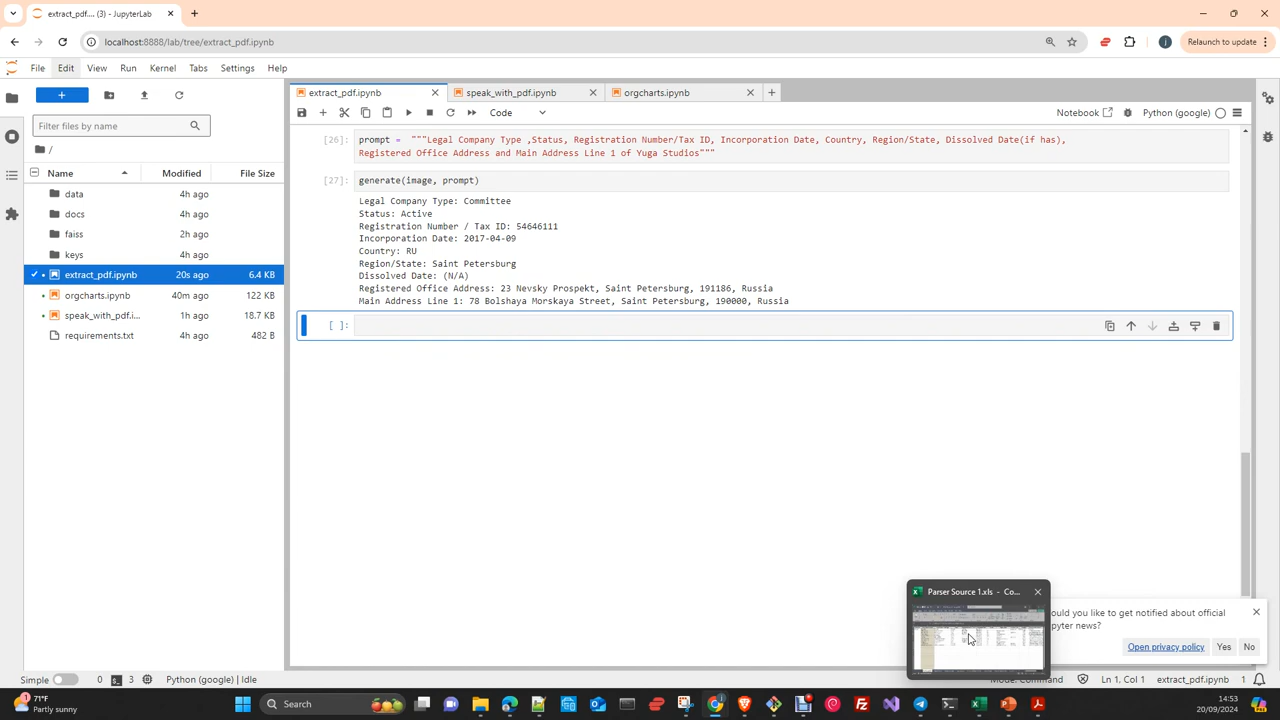 extract_pdf.... (3) - JupyterLab
localhost:8888/lab/tree/extract_pdf.ipynb
i
Relaunch to update
File Edit View Run Kernel Tabs Settings Help
extract_pdf.ipynb
speak_with_pdf.ipynb
orgcharts.ipynb
Code
Notebook
Python (google)
Filter files by name
/
Name Modified File Size
data 4h ago
docs 4h ago
faiss 2h ago
keys 4h ago
extract_pdf.ipynb 20s ago 6.4 KB
orgcharts.ipynb 40m ago 122 KB
speak_with_pdf.i... 1h ago 18.7 KB
requirements.txt 4h ago 482 B
[26]: prompt = """Legal Company Type ,Status, Registration Number/Tax ID, Incorporation Date, Country, Region/State, Dissolved Date(if has),
Registered Office Address and Main Address Line 1 of Yuga Studios"""
[27]: generate(image, prompt)
Legal Company Type: Committee
Status: Active
Registration Number / Tax ID: 54646111
Incorporation Date: 2017-04-09
Country: RU
Region/State: Saint Petersburg
Dissolved Date: (N/A)
Registered Office Address: 23 Nevsky Prospekt, Saint Petersburg, 191186, Russia
Main Address Line 1: 78 Bolshaya Morskaya Street, Saint Petersburg, 190000, Russia
[ ]:
Parser Source 1.xls - Co...
ould you like to get notified about official
pyter news?
Open privacy policy Yes No
Simple 0 3 Python (google) | Idle
Mode: Command Ln 1, Col 1 extract_pdf.ipynb 1
71°F
Partly sunny
Search
14:53
20/09/2024